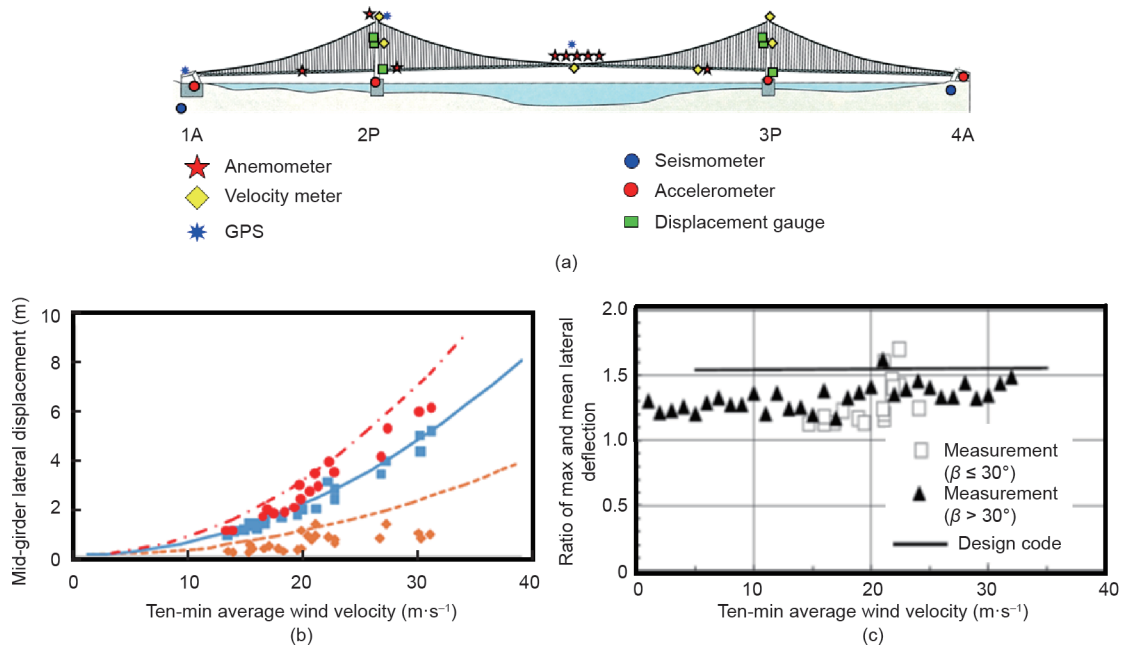 1A 2P 3P 4A
Anemometer
Velocity meter
GPS
Seismometer
Accelerometer
Displacement gauge
(a)
Mid-girder lateral displacement (m)
10
8
6
4
2
0
0 10 20 30 40
Ten-min average wind velocity (m·s⁻¹)
(b)
Ratio of max and mean lateral
deflection
2.0
1.5
1.0
0.5
0
0 10 20 30 40
Measurement
(β ≤ 30°)
Measurement
(β > 30°)
Design code
Ten-min average wind velocity (m·s⁻¹)
(c)